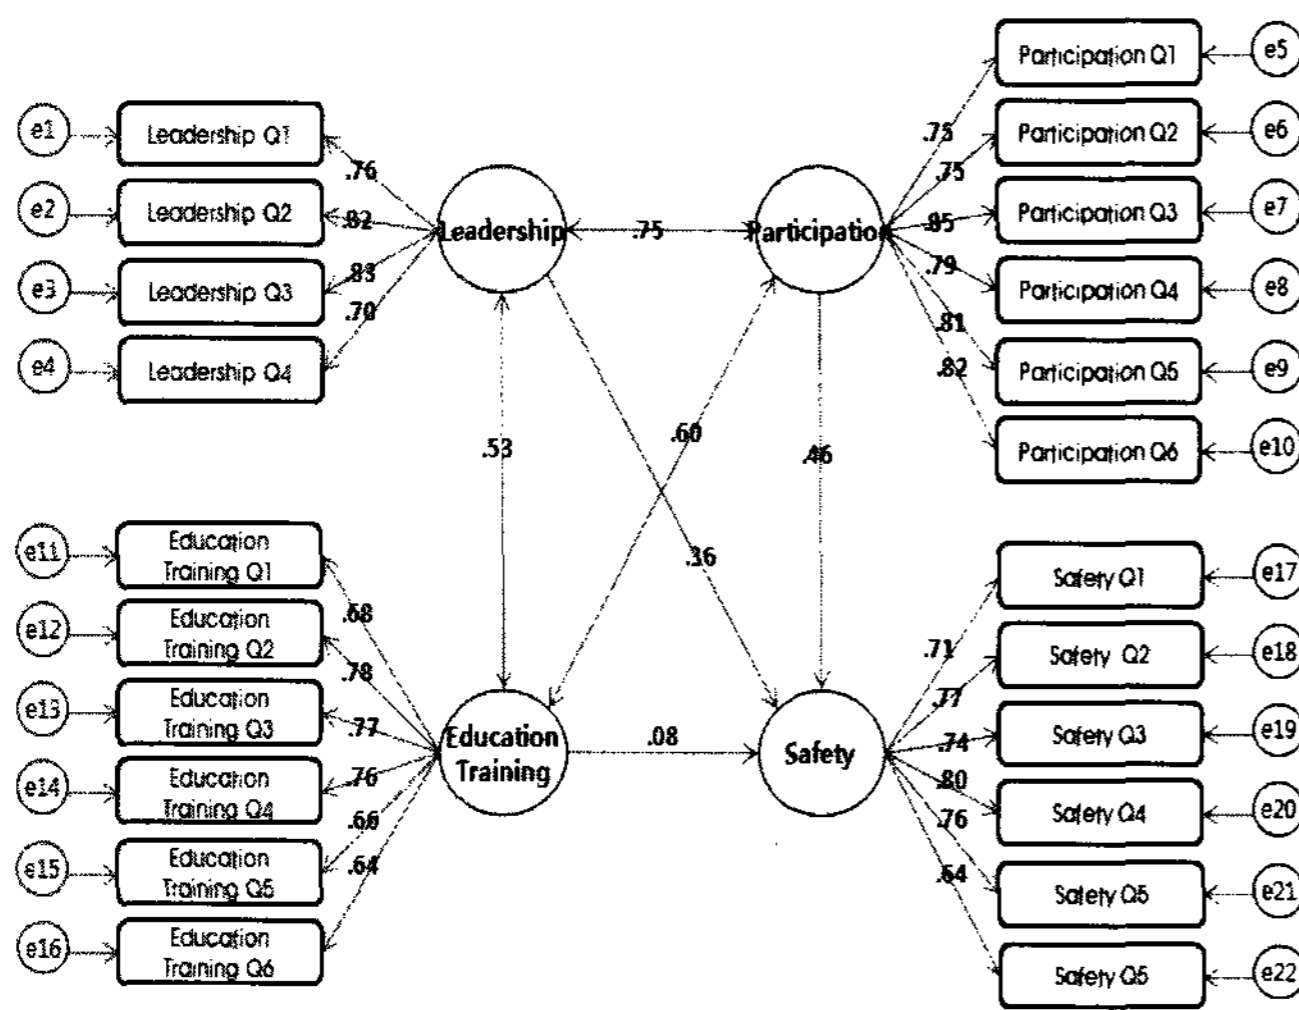 e1
Leadership Q1
.76
e2
Leadership Q2
.82
e3
Leadership Q3
.83
e4
Leadership Q4
.70
Leadership
.75
Participation
Participation Q1
e5
.75
Participation Q2
e6
.75
Participation Q3
e7
.85
Participation Q4
e8
.79
Participation Q5
e9
.81
Participation Q6
e10
.82
.53
.60
.46
.36
e11
Education
Training Q1
.68
e12
Education
Training Q2
.78
e13
Education
Training Q3
.77
e14
Education
Training Q4
.76
e15
Education
Training Q5
.66
e16
Education
Training Q6
.64
Education
Training
.08
Safety
Safety Q1
e17
.71
Safety Q2
e18
.77
Safety Q3
e19
.74
Safety Q4
e20
.80
Safety Q5
e21
.76
Safety Q5
e22
.64